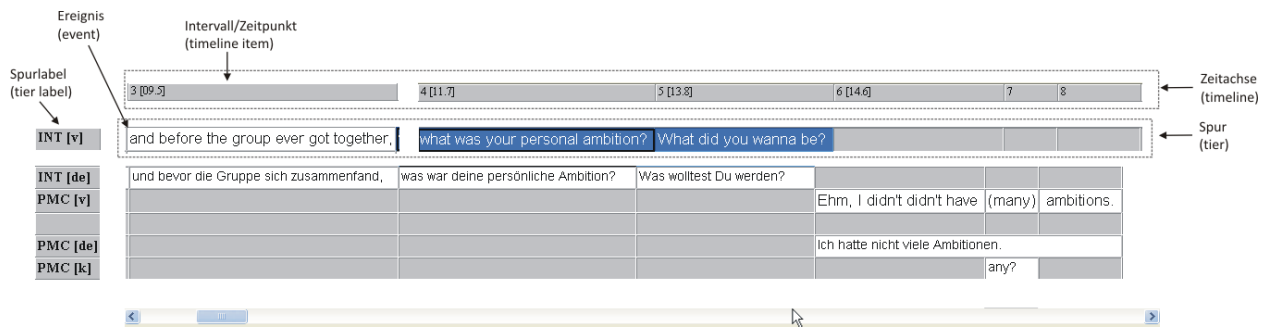 Ereignis
(event)
Intervall/Zeitpunkt
(timeline item)
Spurlabel
(tier label)
Zeitachse
(timeline)
3 [09.5] 4 [11.7] 5 [13.8] 6 [14.6] 7 8
Spur
(tier)
INT [v] and before the group ever got together, what was your personal ambition? What did you wanna be?
INT [de] und bevor die Gruppe sich zusammenfand, was war deine persönliche Ambition? Was wolltest Du werden?
PMC [v] Ehm, I didn't didn't have (many) ambitions.
PMC [de] Ich hatte nicht viele Ambitionen.
PMC [k] any?